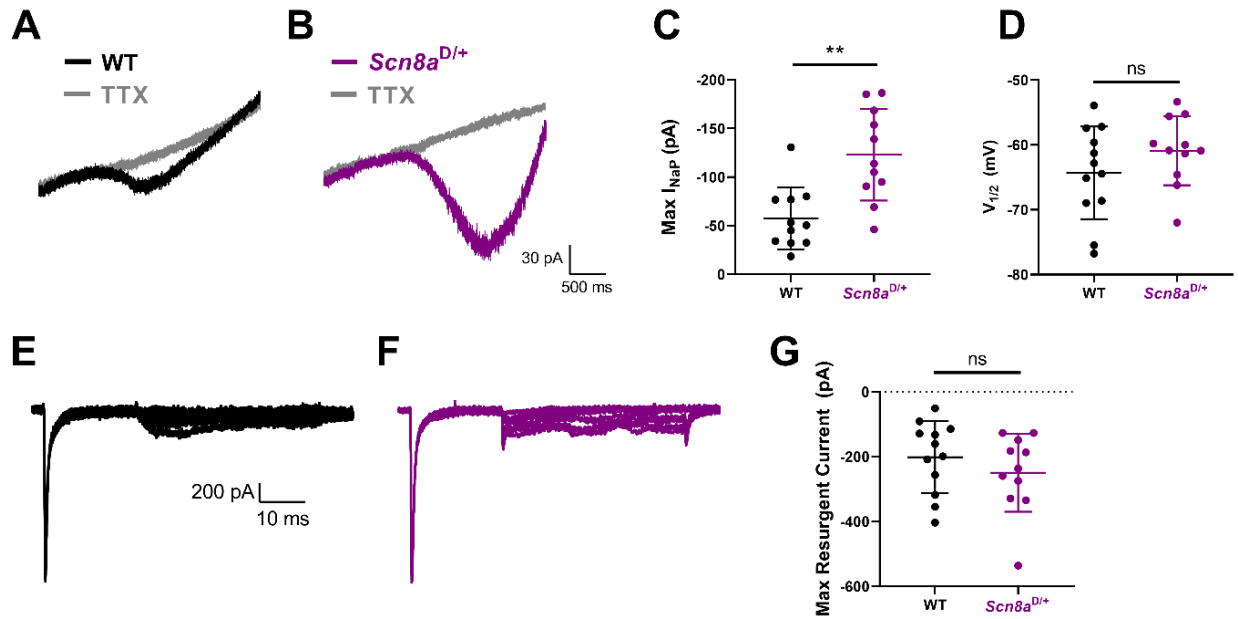 A
WT
TTX
B
Scn8aD/+
TTX
30 pA
500 ms
C
**
Max INaP (pA)
-200
-150
-100
-50
0
WT
Scn8aD/+
D
ns
V1/2 (mV)
-50
-60
-70
-80
WT
Scn8aD/+
E
200 pA
10 ms
F
G
ns
Max Resurgent Current (pA)
0
-200
-400
-600
WT
Scn8aD/+